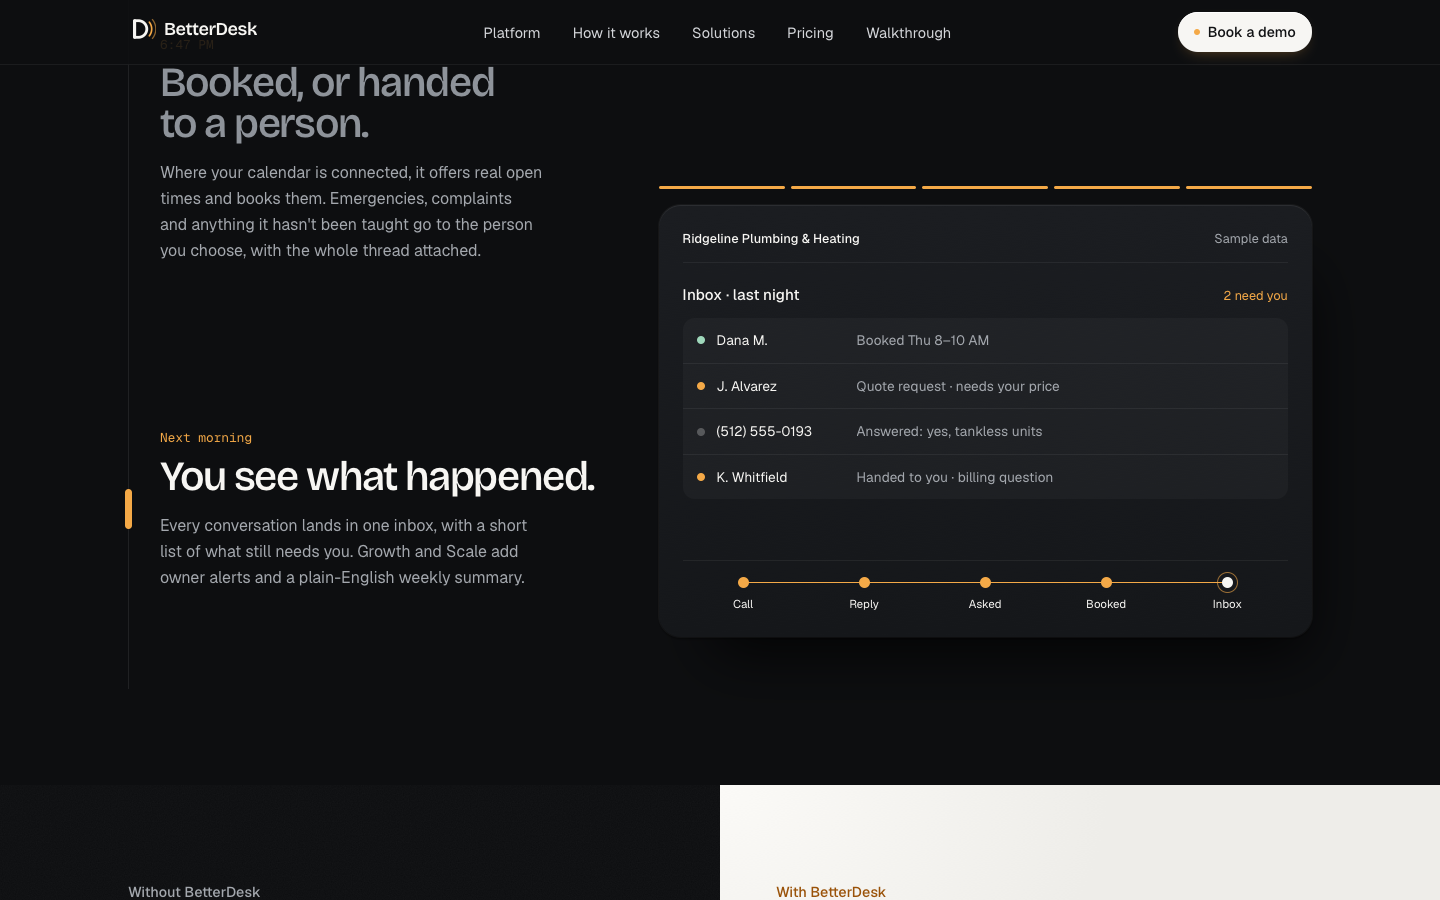 BetterDesk
Platform
How it works
Solutions
Pricing
Walkthrough
Book a demo
6:47 PM
Booked, or handed
to a person.
Where your calendar is connected, it offers real open
times and books them. Emergencies, complaints
and anything it hasn't been taught go to the person
you choose, with the whole thread attached.
Next morning
You see what happened.
Every conversation lands in one inbox, with a short
list of what still needs you. Growth and Scale add
owner alerts and a plain-English weekly summary.
Ridgeline Plumbing & Heating
Sample data
Inbox · last night
2 need you
Dana M.
Booked Thu 8–10 AM
J. Alvarez
Quote request · needs your price
(512) 555-0193
Answered: yes, tankless units
K. Whitfield
Handed to you · billing question
Call
Reply
Asked
Booked
Inbox
Without BetterDesk
With BetterDesk